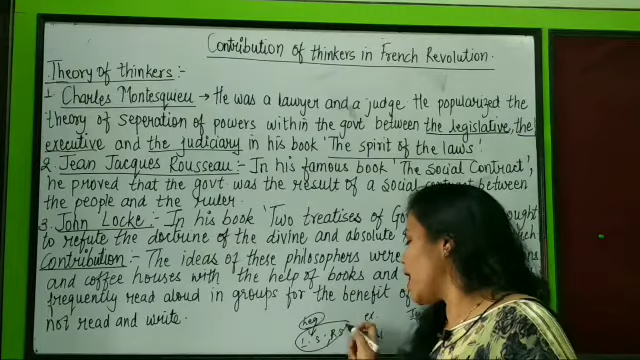 Contribution of thinkers in French Revolution.
Theory of thinkers :-
1. Charles Montesquieu → He was a lawyer and a judge. He popularized the
theory of seperation of powers within the govt between the legislative, the
executive and the judiciary in his book 'The spirit of the laws'.
2. Jean Jacques Rousseau :- In his famous book 'The Social Contract',
he proved that the govt was the result of a social contract between
the people and the ruler.
3. John Locke :- In his book 'Two treatises of
to refute the doctrine of the divine and absolute
Contribution :- The ideas of these philosophers were
and coffee houses with the help of books and
frequently read aloud in groups for the benefit of
not read and write.